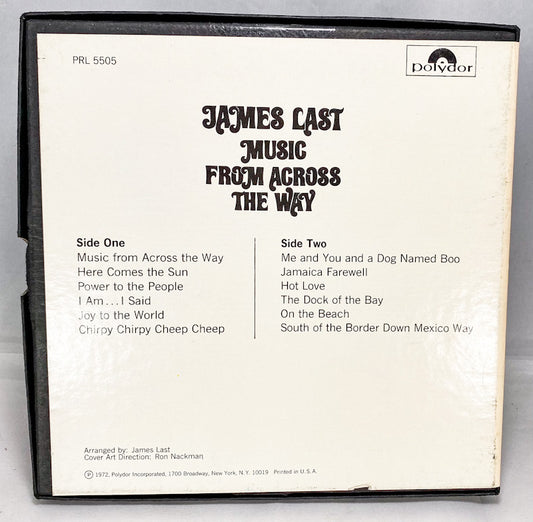 PRL 5505
polydor
JAMES LAST
MUSIC
FROM ACROSS
THE WAY
Side One
Music from Across the Way
Here Comes the Sun
Power to the People
I Am...I Said
Joy to the World
Chirpy Chirpy Cheep Cheep
Side Two
Me and You and a Dog Named Boo
Jamaica Farewell
Hot Love
The Dock of the Bay
On the Beach
South of the Border Down Mexico Way
Arranged by: James Last
Cover Art Direction: Ron Nackman
Ⓟ 1972, Polydor Incorporated, 1700 Broadway, New York, N.Y. 10019 Printed in U.S.A.